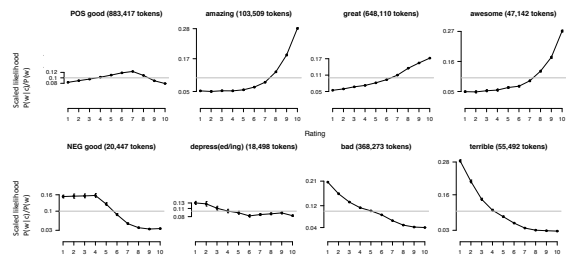 POS good (883,417 tokens)
amazing (103,509 tokens)
great (648,110 tokens)
awesome (47,142 tokens)
Scaled likelihood
P(w|c)/P(w)
0.12
0.1
0.08
0.28
0.05
0.17
0.11
0.05
0.27
0.05
1 2 3 4 5 6 7 8 9 10
1 2 3 4 5 6 7 8 9 10
1 2 3 4 5 6 7 8 9 10
1 2 3 4 5 6 7 8 9 10
Rating
NEG good (20,447 tokens)
depress(ed/ing) (18,498 tokens)
bad (368,273 tokens)
terrible (55,492 tokens)
Scaled likelihood
P(w|c)/P(w)
0.16
0.1
0.03
0.13
0.11
0.08
0.21
0.12
0.04
0.28
0.16
0.03
1 2 3 4 5 6 7 8 9 10
1 2 3 4 5 6 7 8 9 10
1 2 3 4 5 6 7 8 9 10
1 2 3 4 5 6 7 8 9 10